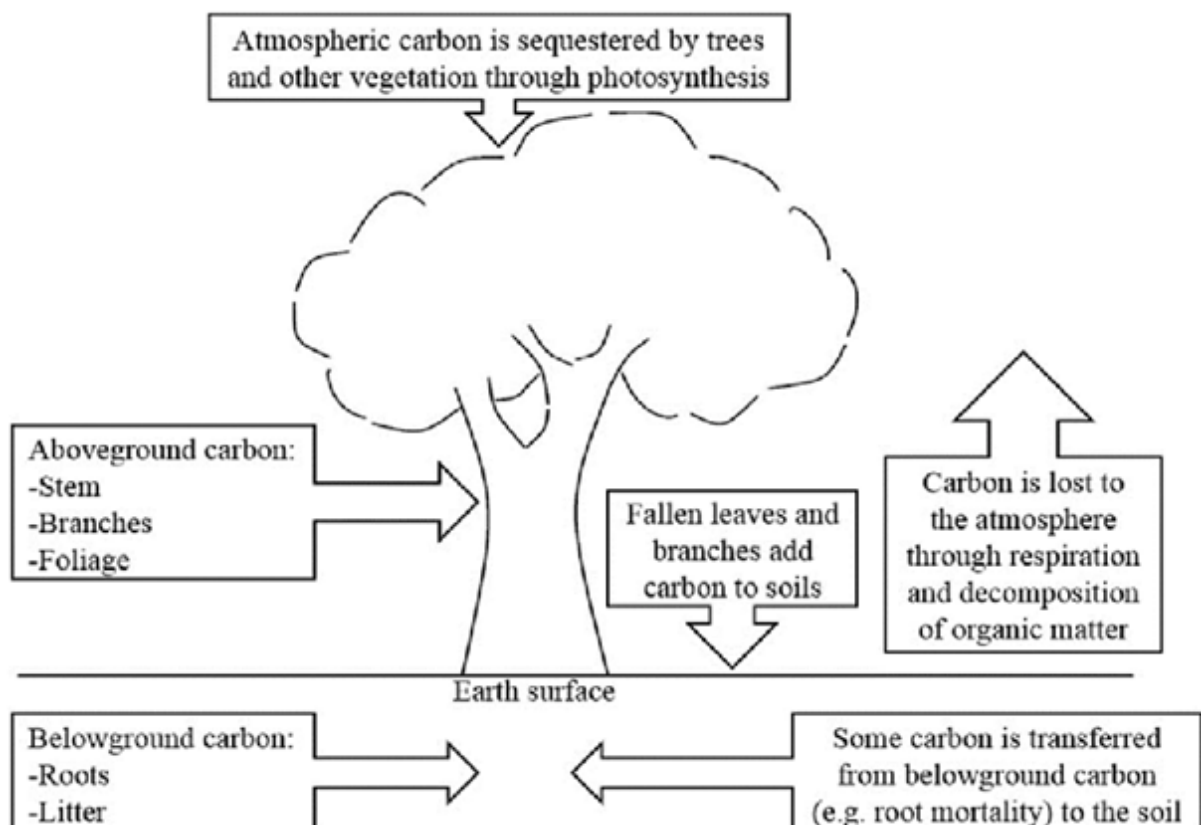 Atmospheric carbon is sequestered by trees
and other vegetation through photosynthesis
Aboveground carbon:
-Stem
-Branches
-Foliage
Fallen leaves and
branches add
carbon to soils
Carbon is lost to
the atmosphere
through respiration
and decomposition
of organic matter
Earth surface
Belowground carbon:
-Roots
-Litter
Some carbon is transferred
from belowground carbon
(e.g. root mortality) to the soil